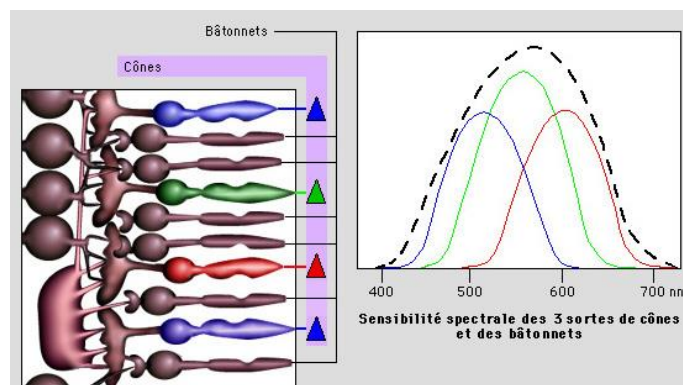 Bâtonnets
Cônes
400 500 600 700 nm
Sensibilité spectrale des 3 sortes de cônes
et des bâtonnets